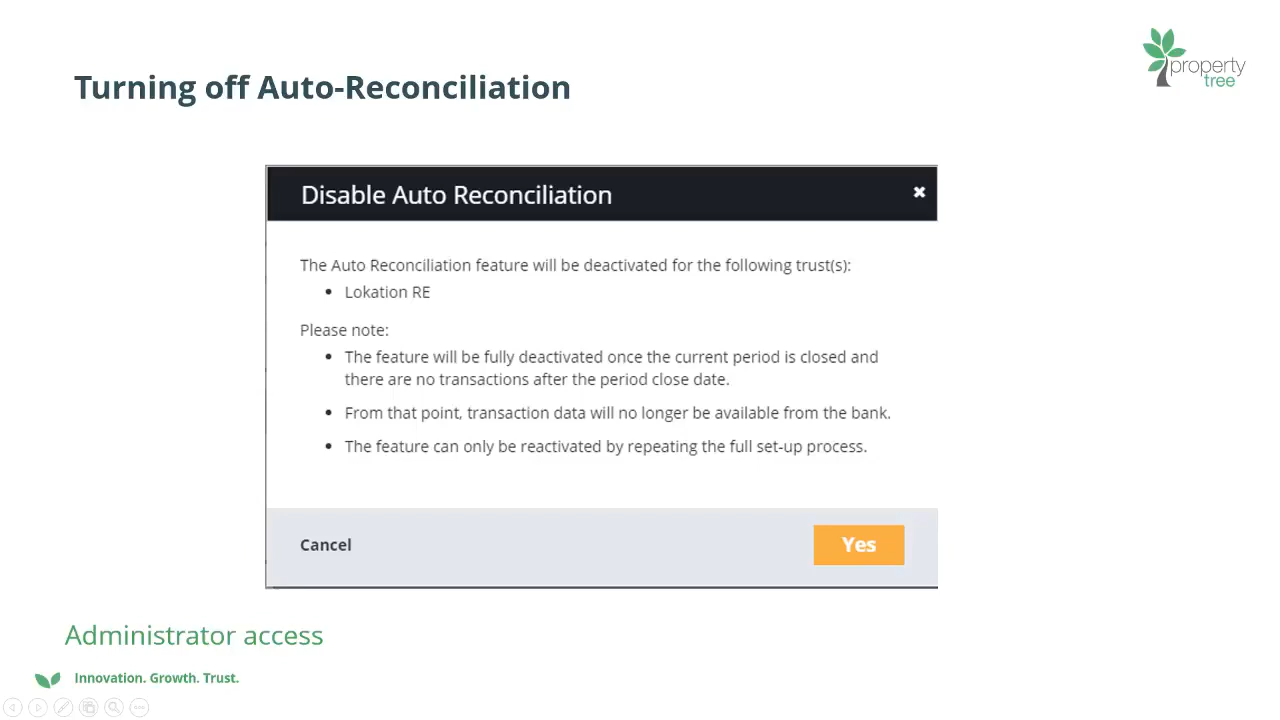 Turning off Auto-Reconciliation
property
tree
Disable Auto Reconciliation
The Auto Reconciliation feature will be deactivated for the following trust(s):
• Lokation RE
Please note:
• The feature will be fully deactivated once the current period is closed and
there are no transactions after the period close date.
• From that point, transaction data will no longer be available from the bank.
• The feature can only be reactivated by repeating the full set-up process.
Cancel
Yes
Administrator access
Innovation. Growth. Trust.